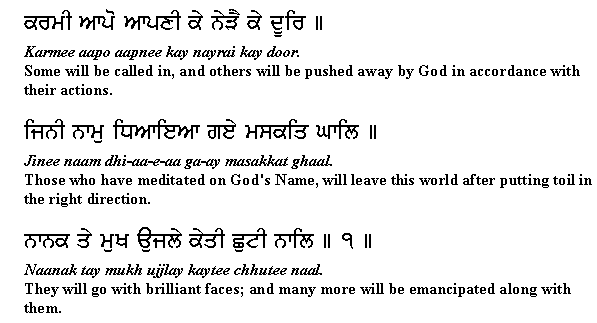 ਕਰਮੀ ਆਪੋ ਆਪਣੀ ਕੇ ਨੇੜੈ ਕੇ ਦੂਰਿ ॥
Karmee aapo aapnee kay nayrai kay door.
Some will be called in, and others will be pushed away by God in accordance with
their actions.
ਜਿਨੀ ਨਾਮੁ ਧਿਆਇਆ ਗਏ ਮਸਕਤਿ ਘਾਲਿ ॥
Jinee naam dhi-aa-e-aa ga-ay masakkat ghaal.
Those who have meditated on God's Name, will leave this world after putting toil in
the right direction.
ਨਾਨਕ ਤੇ ਮੁਖ ਉਜਲੇ ਕੇਤੀ ਛੁਟੀ ਨਾਲਿ ॥ ੧ ॥
Naanak tay mukh ujjlay kaytee chhutee naal.
They will go with brilliant faces; and many more will be emancipated along with
them.